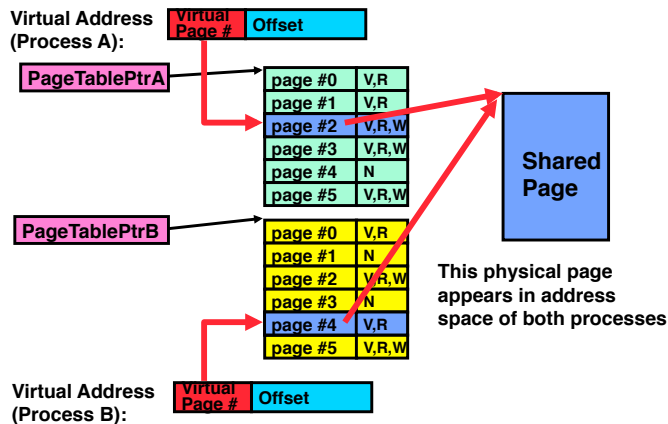 Virtual Address
(Process A):
Virtual
Page #
Offset
PageTablePtrA
page #0 V,R
page #1 V,R
page #2 V,R,W
page #3 V,R,W
page #4 N
page #5 V,R,W
Shared
Page
PageTablePtrB
page #0 V,R
page #1 N
page #2 V,R,W
page #3 N
page #4 V,R
page #5 V,R,W
This physical page
appears in address
space of both processes
Virtual Address
(Process B):
Virtual
Page #
Offset